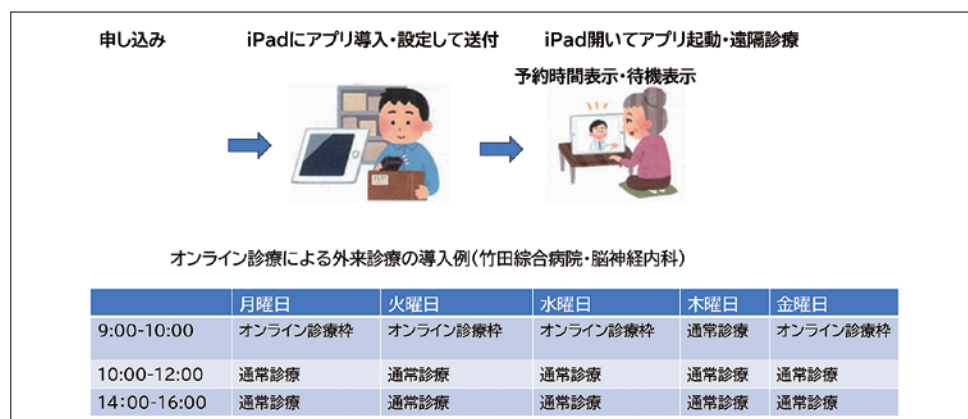 申し込み　iPadにアプリ導入・設定して送付　iPad開いてアプリ起動・遠隔診療
予約時間表示・待機表示
オンライン診療による外来診療の導入例(竹田綜合病院・脳神経内科)
月曜日　火曜日　水曜日　木曜日　金曜日
9:00-10:00　オンライン診療枠　オンライン診療枠　オンライン診療枠　通常診療　オンライン診療枠
10:00-12:00　通常診療　通常診療　通常診療　通常診療　通常診療
14:00-16:00　通常診療　通常診療　通常診療　通常診療　通常診療